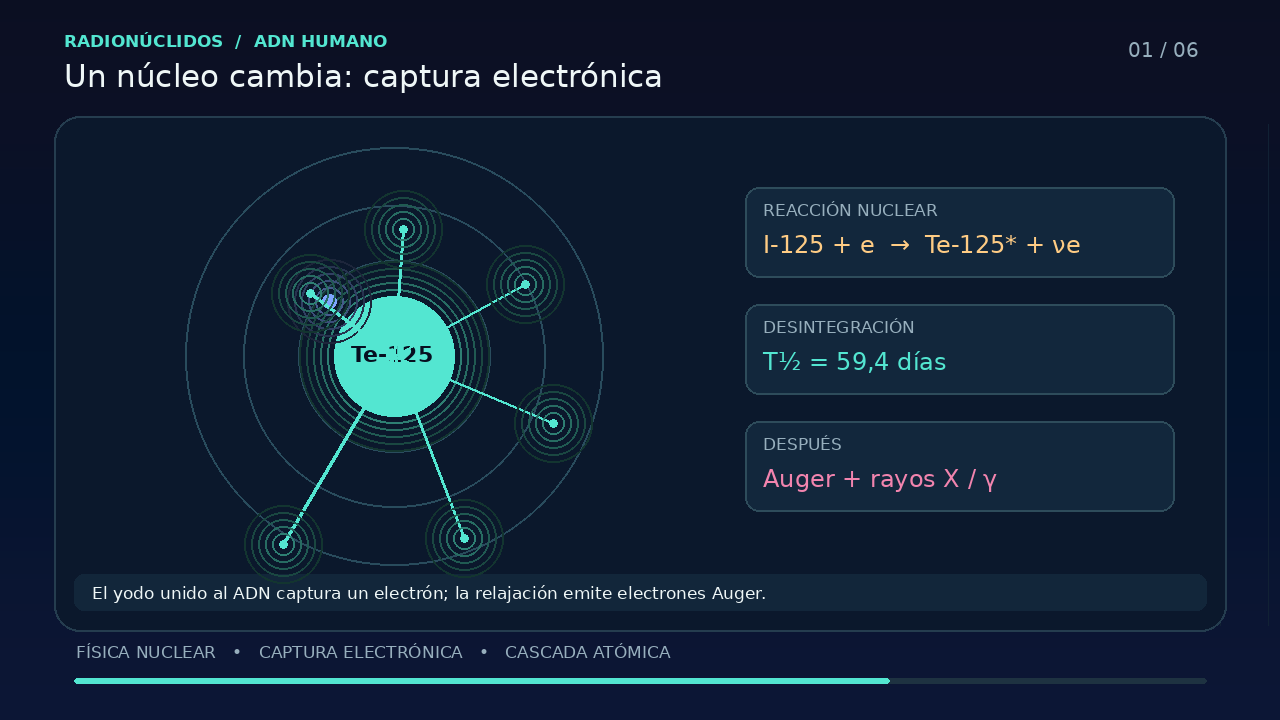 RADIONÚCLIDOS / ADN HUMANO
Un núcleo cambia: captura electrónica
01 / 06
REACCIÓN NUCLEAR
I-125 + e → Te-125* + νe
DESINTEGRACIÓN
T½ = 59,4 días
DESPUÉS
Auger + rayos X / γ
Te-125
El yodo unido al ADN captura un electrón; la relajación emite electrones Auger.
FÍSICA NUCLEAR • CAPTURA ELECTRÓNICA • CASCADA ATÓMICA